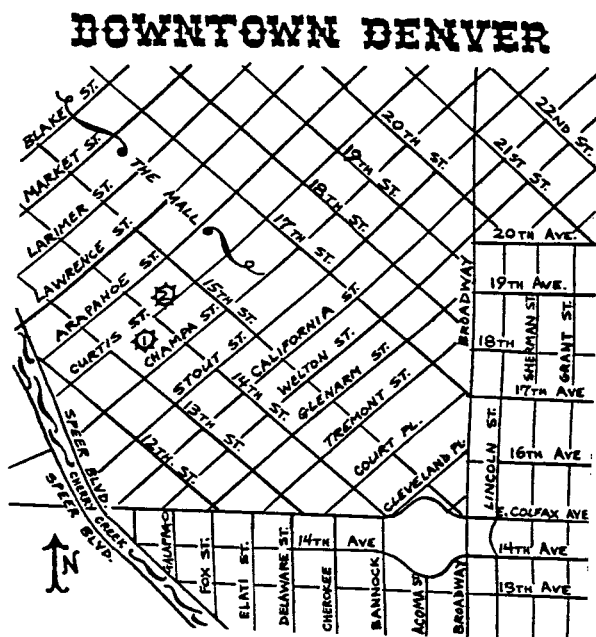 DOWNTOWN DENVER
BLAKE ST.
MARKET ST.
LARIMER ST.
LAWRENCE ST.
ARAPAHOE ST.
CURTIS ST.
CHAMPA ST.
STOUT ST.
CALIFORNIA ST.
WELTON ST.
GLENARM ST.
TREMONT ST.
COURT PL.
CLEVELAND PL.
THE MALL
1
2
12TH. ST.
13TH ST.
14TH ST.
15TH ST.
17TH ST.
18TH ST.
19TH ST.
20TH ST.
21ST ST.
22ND ST.
20TH AVE.
19TH AVE.
18TH
17TH AVE
16TH AVE
E. COLFAX AVE
14TH AVE
13TH AVE
BROADWAY
SHERMAN ST.
GRANT ST.
LINCOLN ST.
SPEER BLVD.
CHERRY CREEK
SPEER BLVD.
N
GALAPAGO
FOX ST.
ELATI ST.
DELAWARE ST.
14TH AVE
CHEROKEE
BANNOCK
ACOMA ST
BROADWAY